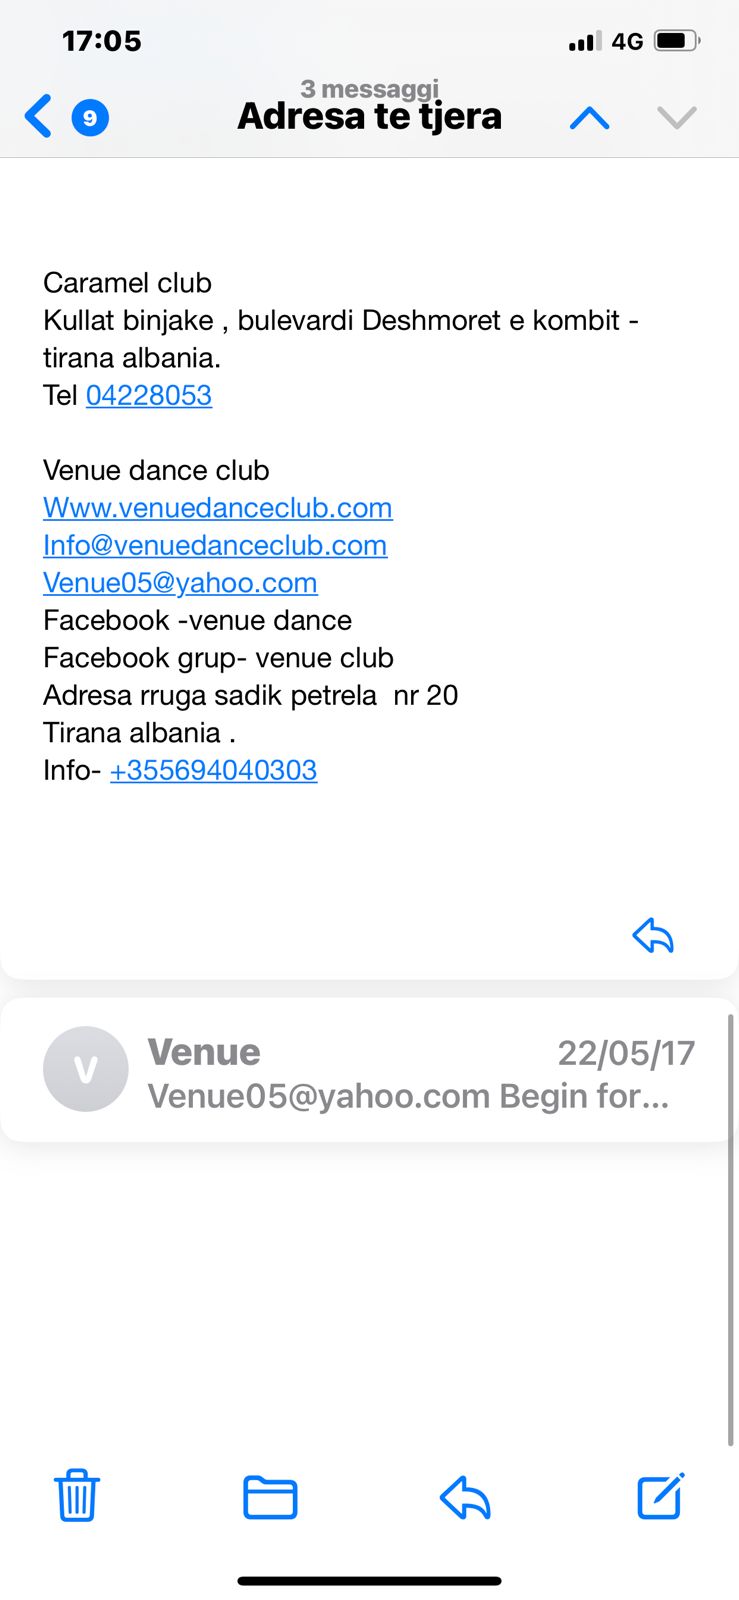 17:05
4G
3 messaggi
9
Adresa te tjera
Caramel club
Kullat binjake , bulevardi Deshmoret e kombit -
tirana albania.
Tel 04228053
Venue dance club
Www.venuedanceclub.com
Info@venuedanceclub.com
Venue05@yahoo.com
Facebook -venue dance
Facebook grup- venue club
Adresa rruga sadik petrela  nr 20
Tirana albania .
Info- +355694040303
V
Venue 22/05/17
Venue05@yahoo.com Begin for...